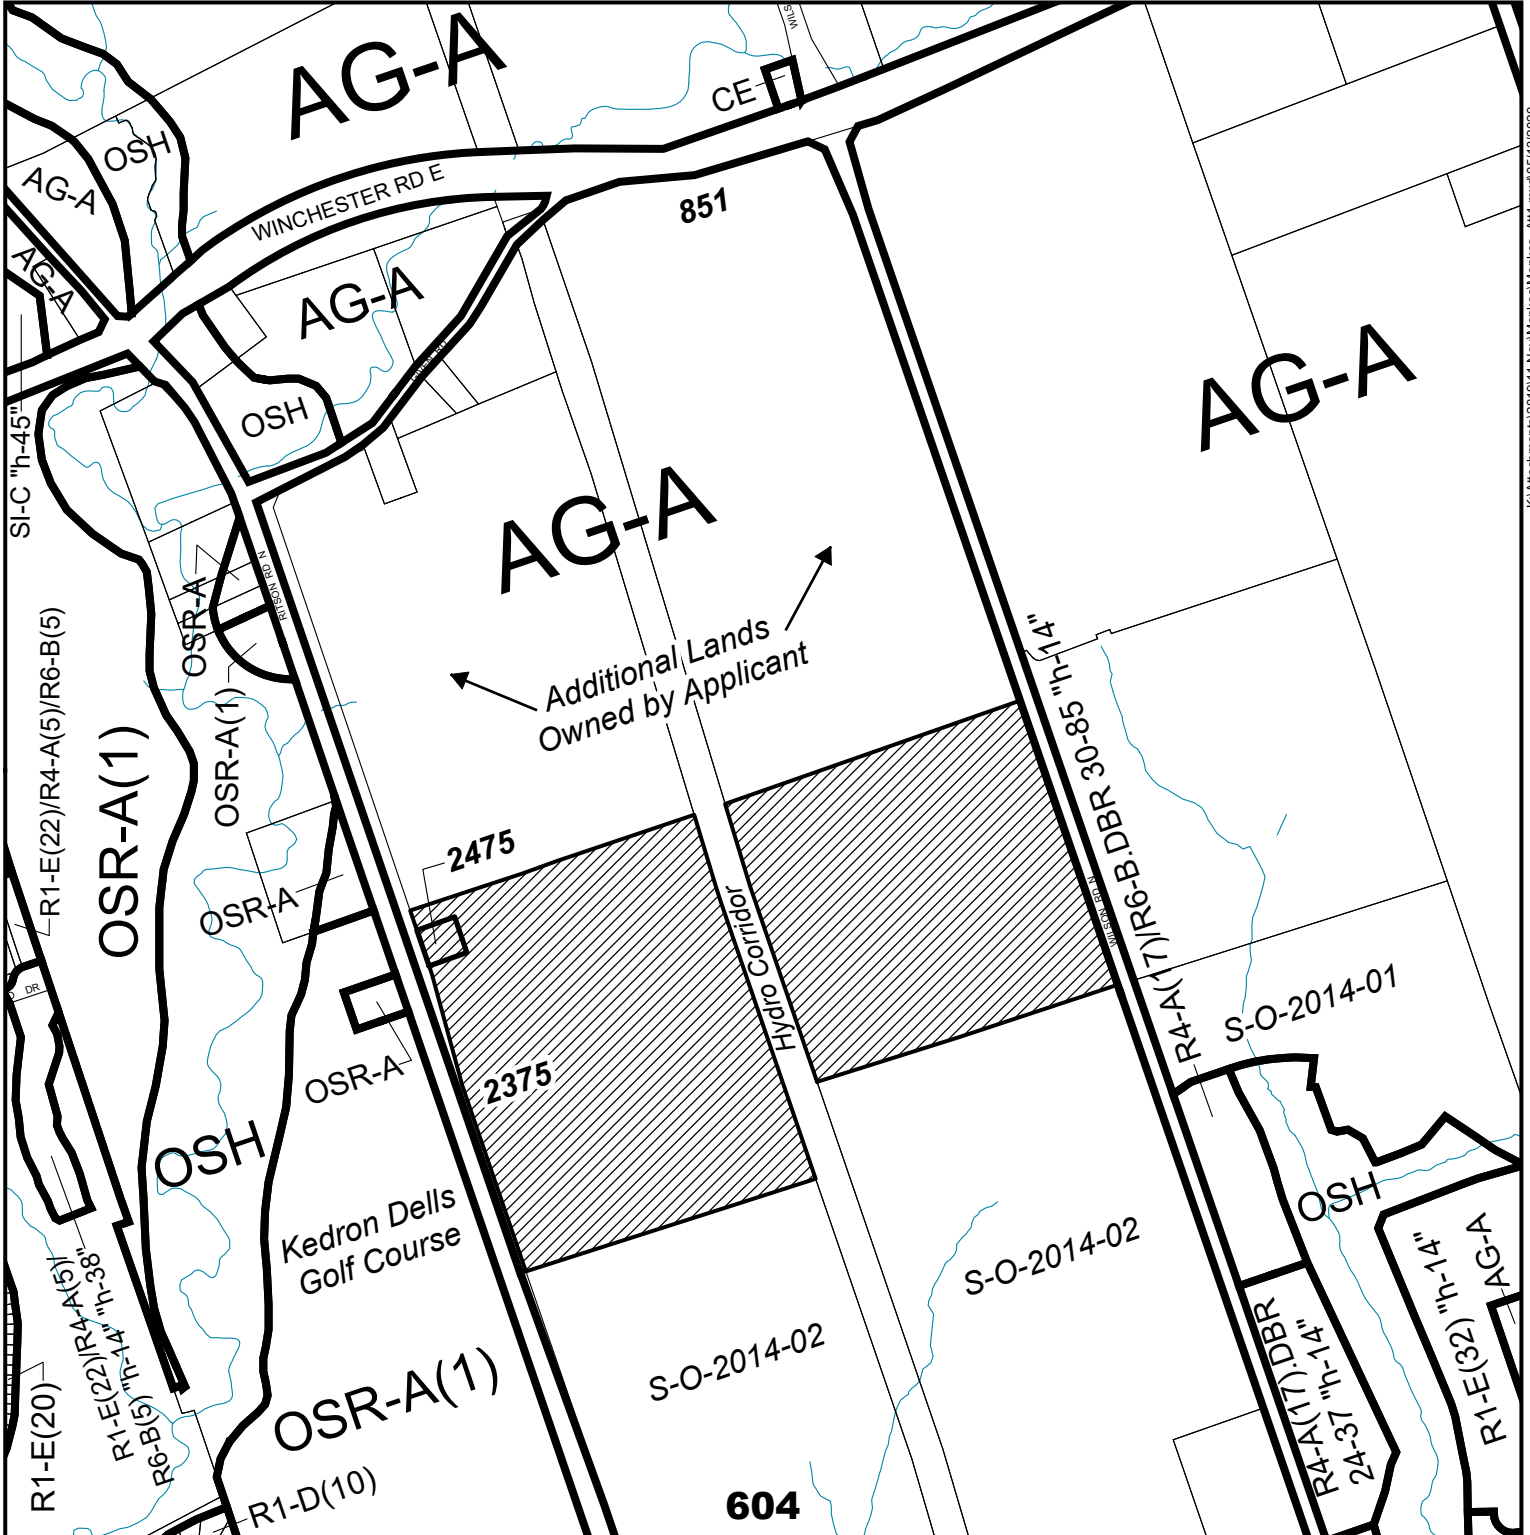 AG-A
WILS
CE
OSH
AG-A
WINCHESTER RD E
851
AG-A
AG-A
AG-A
OSH
SI-C "h-45"
AG-A
RITSON RD N
OSR-A
Additional Lands
Owned by Applicant
R1-E(22)/R4-A(5)/R6-B(5)
OSR-A(1)
OSR-A(1)
R4-A(17)/R6-B.DBR 30-85 "h-14"
2475
OSR-A
Hydro Corridor
WILSON RD N
DR
S-O-2014-01
OSR-A
2375
OSH
OSH
Kedron Dells
Golf Course
S-O-2014-02
R1-E(22)/R4-A(5)/
R6-B(5) "h-14" "h-38"
AG-A
R1-E(32) "h-14"
R4-A(17).DBR
24-37 "h-14"
S-O-2014-02
R1-E(20)
OSR-A(1)
R1-D(10)
604